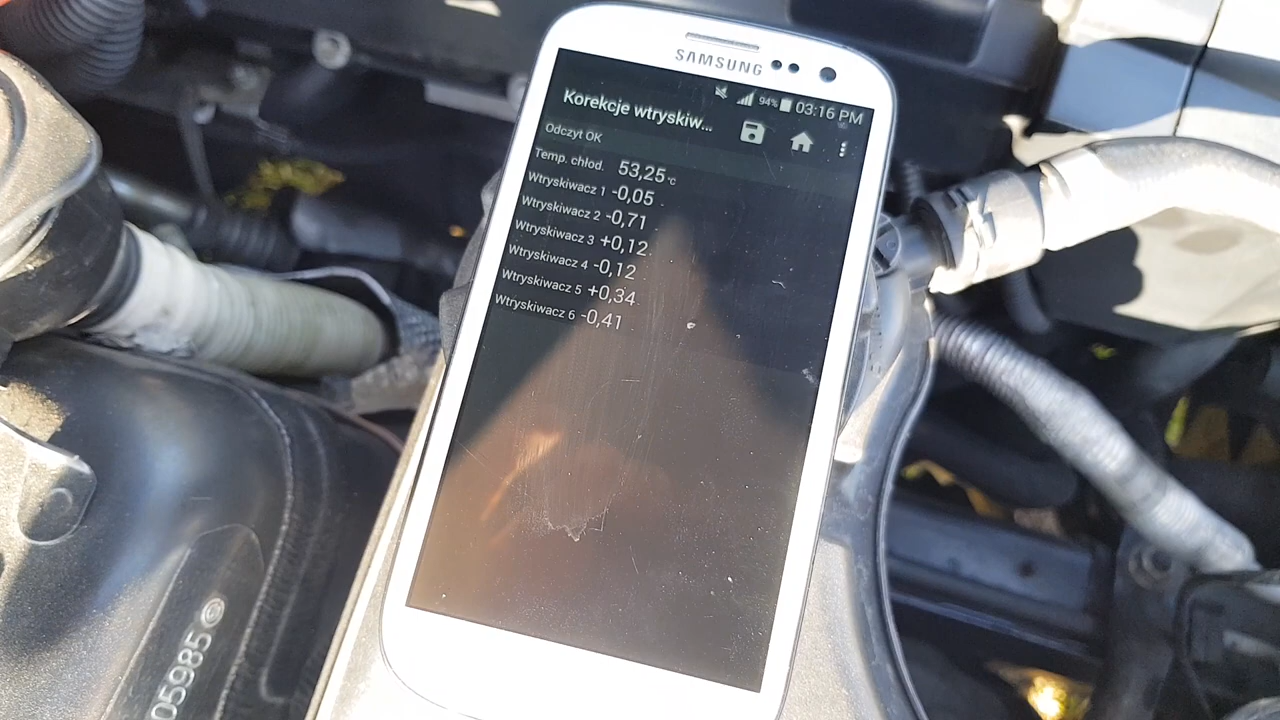 SAMSUNG
94% 03:16 PM
Korekcje wtryskiw...
Odczyt OK
Temp. chłod. 53,25 °C
Wtryskiwacz 1 -0,05
Wtryskiwacz 2 -0,71
Wtryskiwacz 3 +0,12
Wtryskiwacz 4 -0,12
Wtryskiwacz 5 +0,34
Wtryskiwacz 6 -0,41
05985 ©